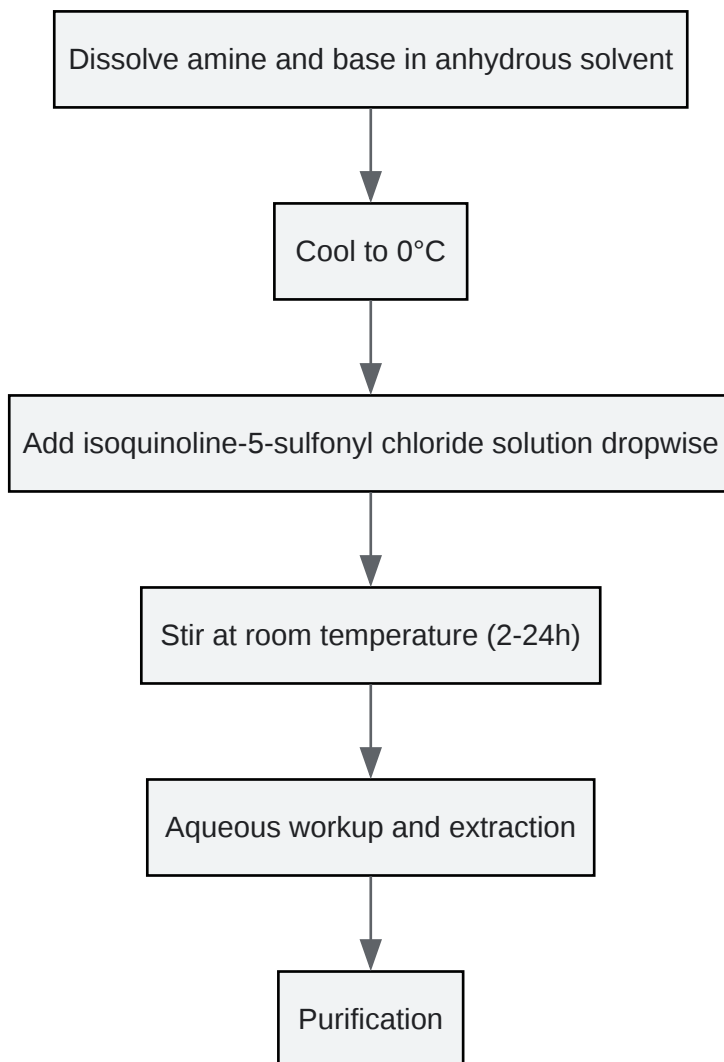 Dissolve amine and base in anhydrous solvent
Cool to 0°C
Add isoquinoline-5-sulfonyl chloride solution dropwise
Stir at room temperature (2-24h)
Aqueous workup and extraction
Purification